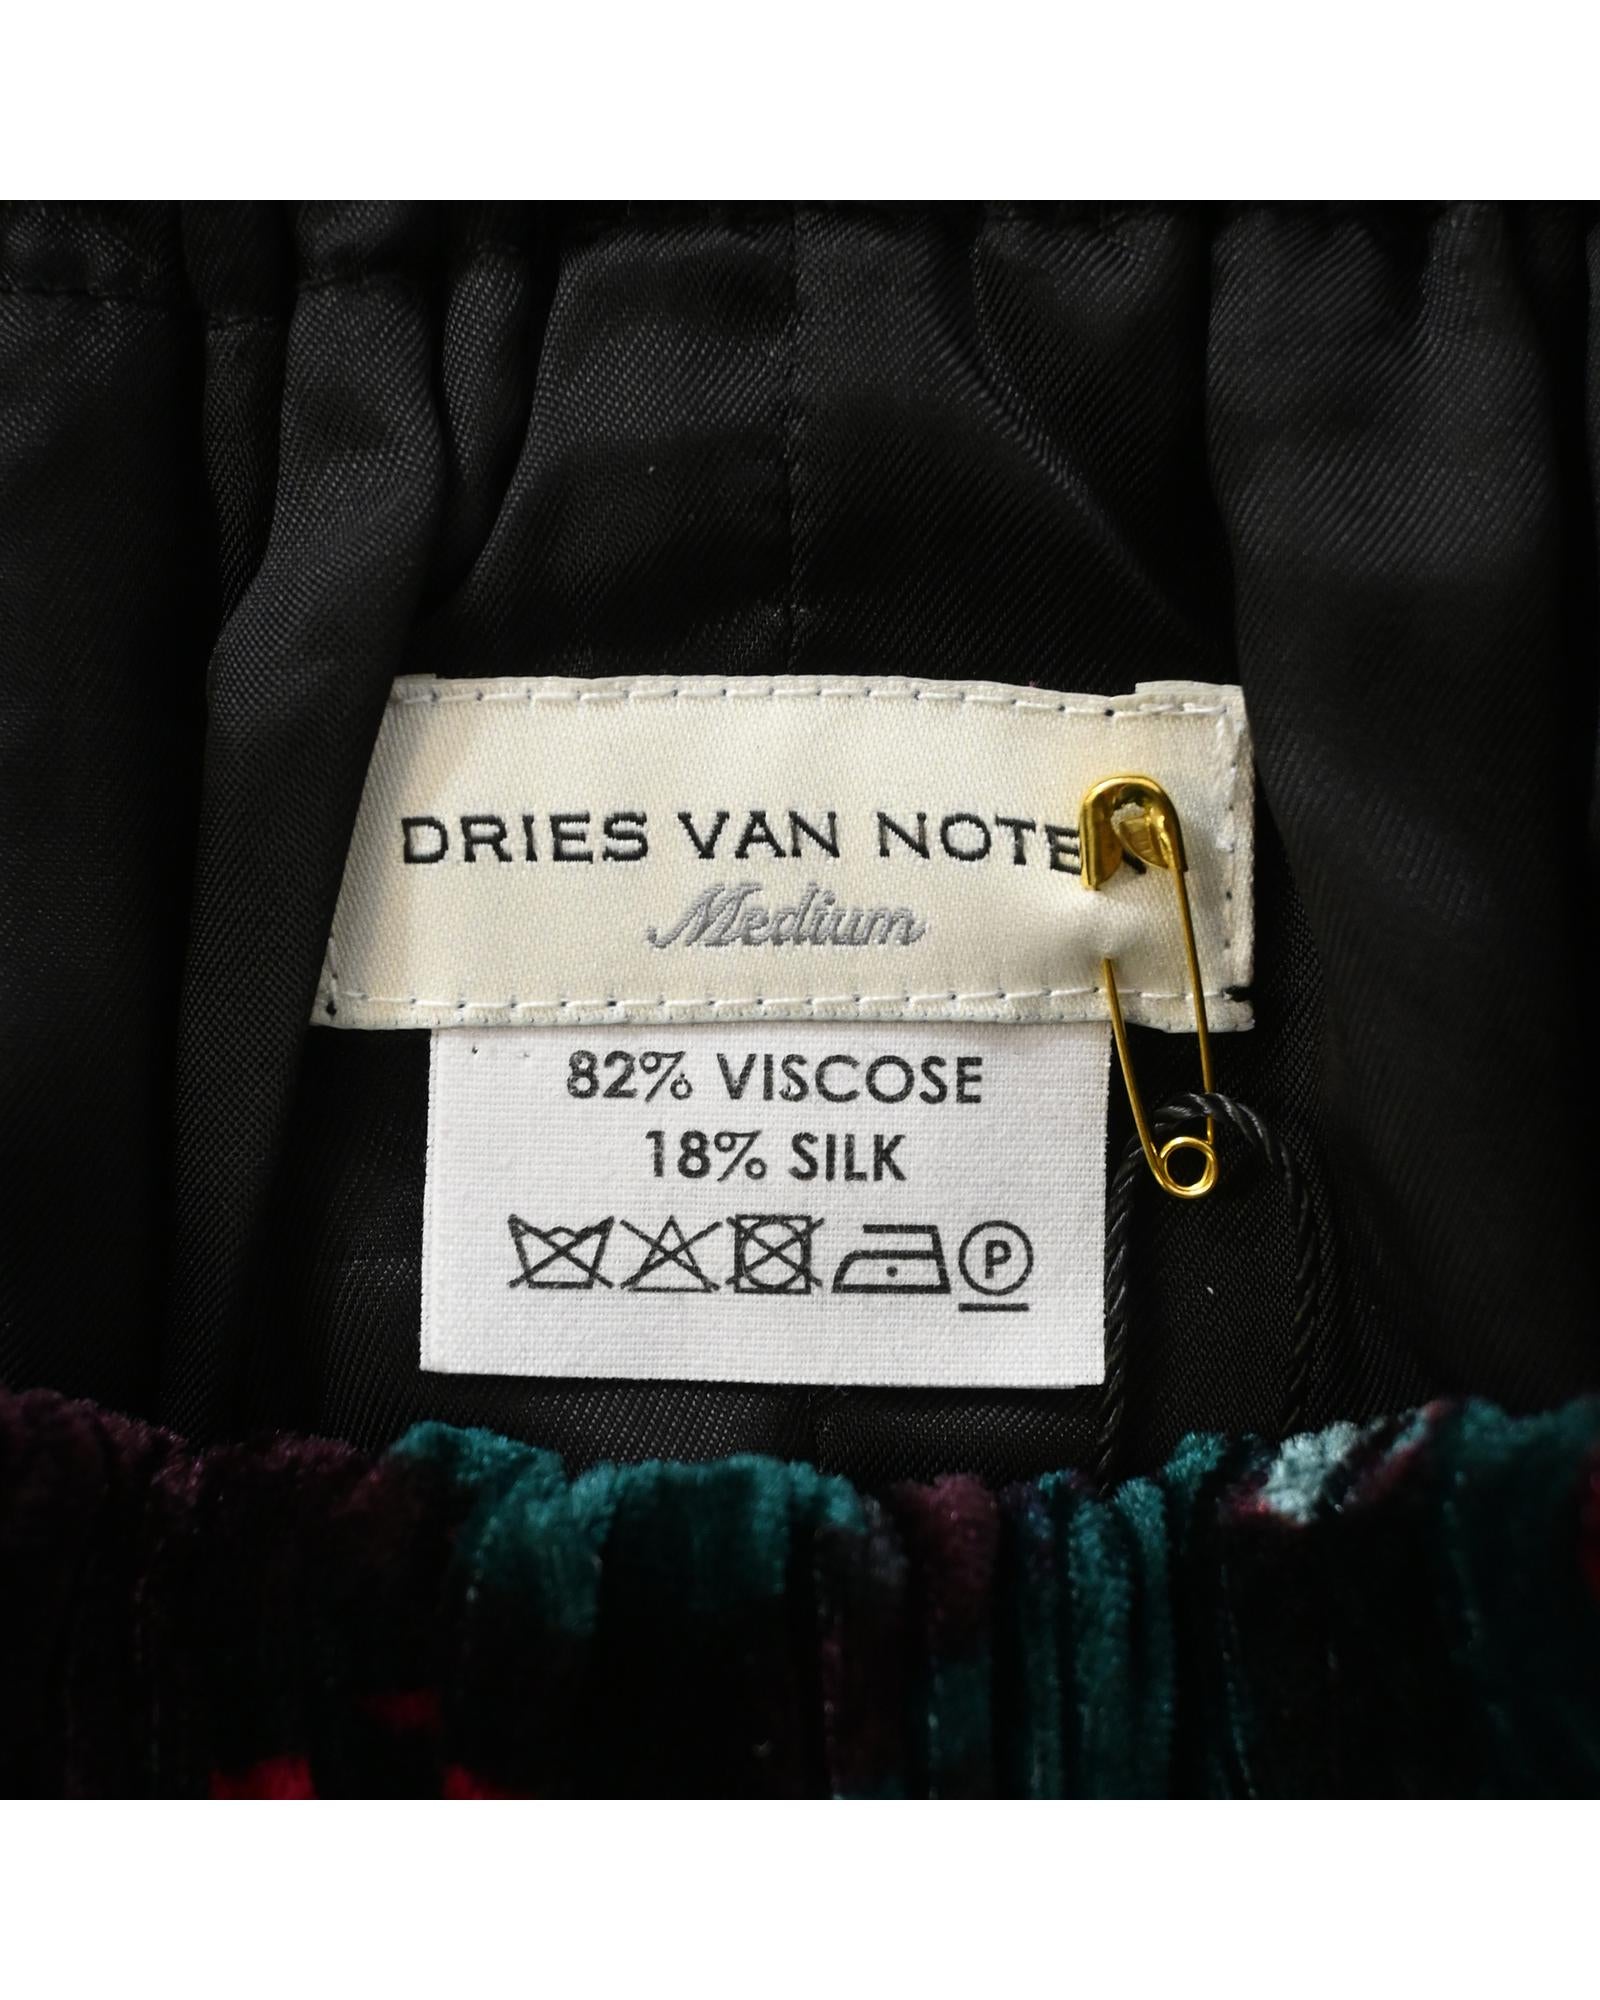 DRIES VAN NOTEN
Medium
82% VISCOSE
18% SILK
P